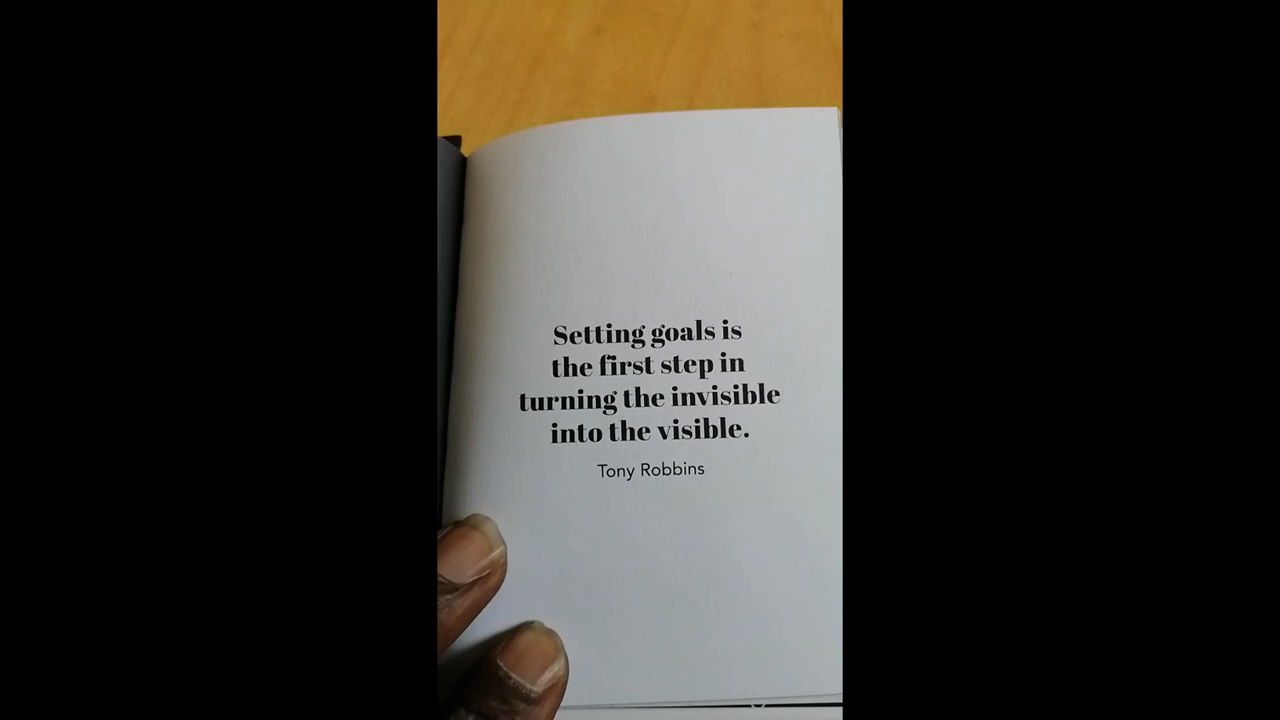 Setting goals is
the first step in
turning the invisible
into the visible.
Tony Robbins